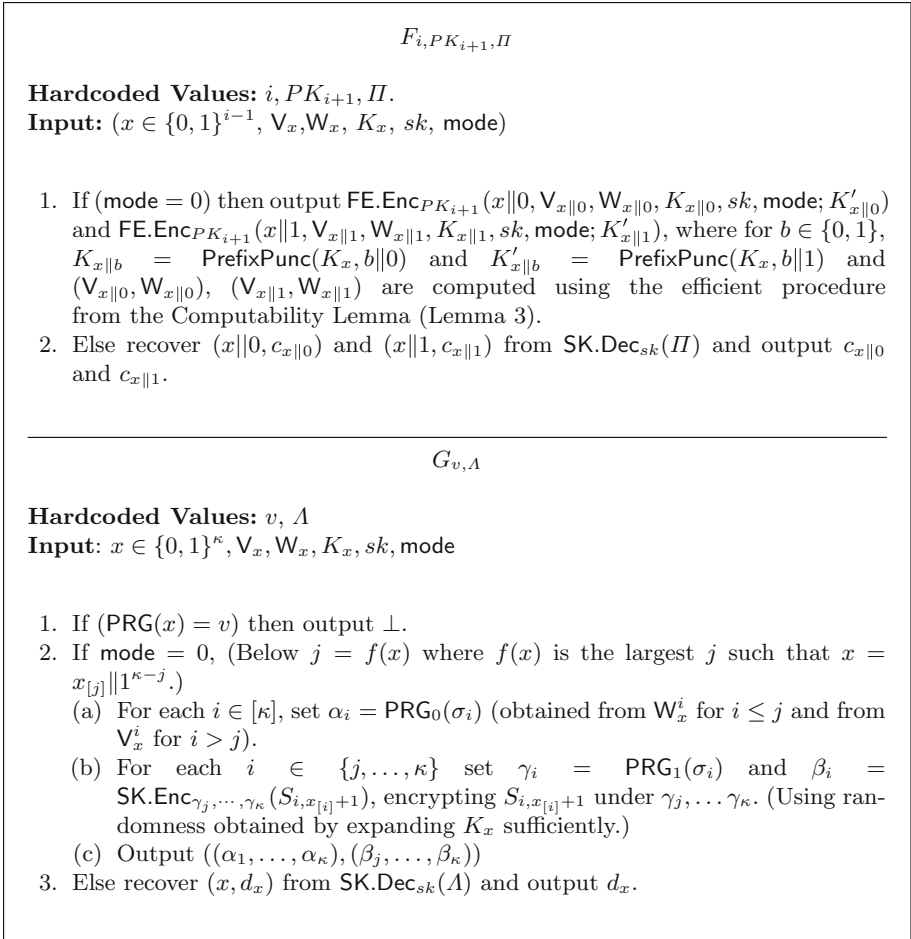 F_{i,PK_{i+1},Π}
Hardcoded Values: i, PK_{i+1}, Π.
Input: (x ∈ {0, 1}^{i−1}, V_x,W_x, K_x, sk, mode)
1. If (mode = 0) then output FE.Enc_{PK_{i+1}}(x‖0, V_{x‖0}, W_{x‖0}, K_{x‖0}, sk, mode; K′_{x‖0})
and FE.Enc_{PK_{i+1}}(x‖1, V_{x‖1}, W_{x‖1}, K_{x‖1}, sk, mode; K′_{x‖1}), where for b ∈ {0, 1},
K_{x‖b} = PrefixPunc(K_x, b‖0) and K′_{x‖b} = PrefixPunc(K_x, b‖1) and
(V_{x‖0}, W_{x‖0}), (V_{x‖1}, W_{x‖1}) are computed using the efficient procedure
from the Computability Lemma (Lemma 3).
2. Else recover (x||0, c_{x‖0}) and (x‖1, c_{x‖1}) from SK.Dec_{sk}(Π) and output c_{x‖0}
and c_{x‖1}.
G_{v,Λ}
Hardcoded Values: v, Λ
Input: x ∈ {0, 1}^κ, V_x, W_x, K_x, sk, mode
1. If (PRG(x) = v) then output ⊥.
2. If mode = 0, (Below j = f(x) where f(x) is the largest j such that x =
x_{[j]}‖1^{κ−j}.)
(a) For each i ∈ [κ], set α_i = PRG_0(σ_i) (obtained from W_x^i for i ≤ j and from
V_x^i for i > j).
(b) For each i ∈ {j, . . . , κ} set γ_i = PRG_1(σ_i) and β_i =
SK.Enc_{γ_j,··· ,γ_κ}(S_{i,x_{[i]}+1}), encrypting S_{i,x_{[i]}+1} under γ_j, . . . γ_κ. (Using ran-
domness obtained by expanding K_x sufficiently.)
(c) Output ((α_1, . . . , α_κ), (β_j, . . . , β_κ))
3. Else recover (x, d_x) from SK.Dec_{sk}(Λ) and output d_x.